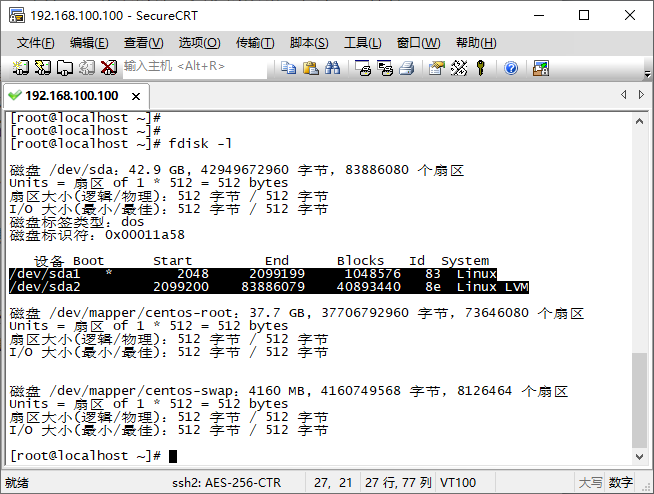 192.168.100.100 - SecureCRT
文件(F) 编辑(E) 查看(V) 选项(O) 传输(T) 脚本(S) 工具(L) 窗口(W) 帮助(H)
输入主机 <Alt+R>
192.168.100.100
[root@localhost ~]#
[root@localhost ~]#
[root@localhost ~]# fdisk -l
磁盘 /dev/sda：42.9 GB, 42949672960 字节，83886080 个扇区
Units = 扇区 of 1 * 512 = 512 bytes
扇区大小(逻辑/物理)：512 字节 / 512 字节
I/O 大小(最小/最佳)：512 字节 / 512 字节
磁盘标签类型：dos
磁盘标识符：0x00011a58
设备 Boot Start End Blocks Id System
/dev/sda1 * 2048 2099199 1048576 83 Linux
/dev/sda2 2099200 83886079 40893440 8e Linux LVM
磁盘 /dev/mapper/centos-root：37.7 GB, 37706792960 字节，73646080 个扇区
Units = 扇区 of 1 * 512 = 512 bytes
扇区大小(逻辑/物理)：512 字节 / 512 字节
I/O 大小(最小/最佳)：512 字节 / 512 字节
磁盘 /dev/mapper/centos-swap：4160 MB, 4160749568 字节，8126464 个扇区
Units = 扇区 of 1 * 512 = 512 bytes
扇区大小(逻辑/物理)：512 字节 / 512 字节
I/O 大小(最小/最佳)：512 字节 / 512 字节
[root@localhost ~]#
就绪 ssh2: AES-256-CTR 27, 21 27 行, 77 列 VT100 大写 数字